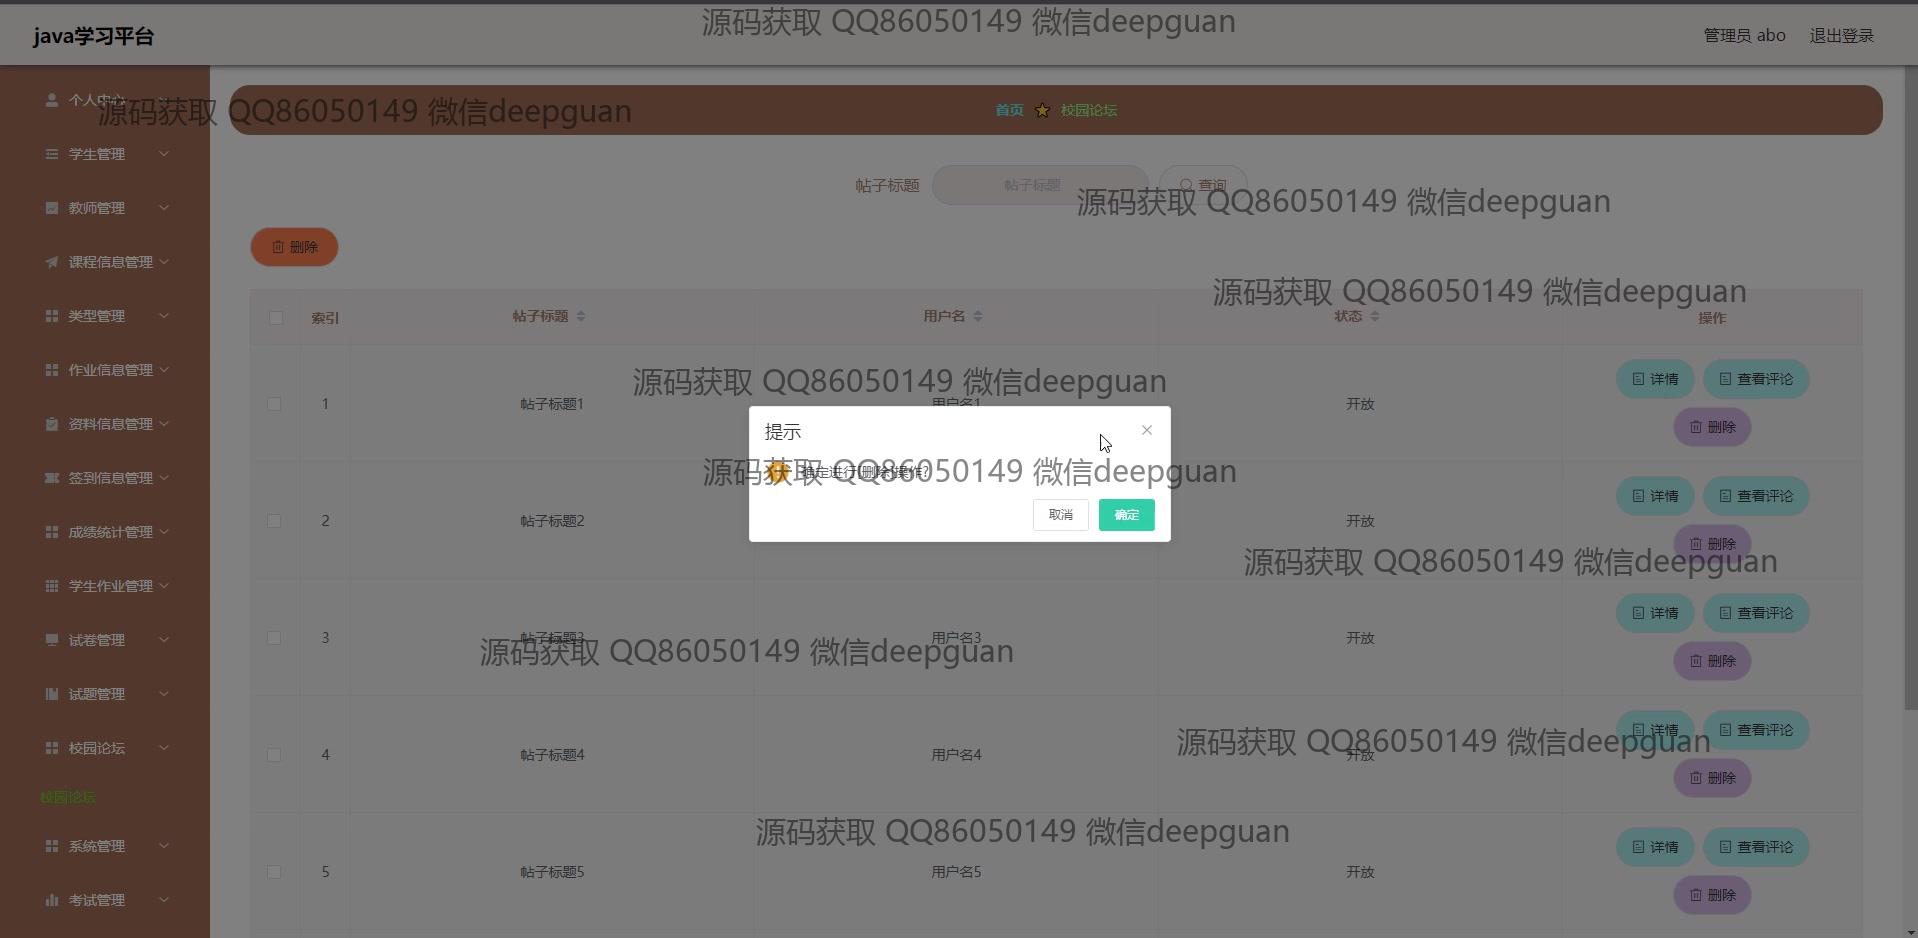 源码获取 QQ86050149 微信deepguan
java学习平台
管理员 abo 退出登录
个人中心
源码获取 QQ86050149 微信deepguan
首页 校园论坛
学生管理
教师管理
帖子标题 帖子标题 查询
源码获取 QQ86050149 微信deepguan
删除
课程信息管理
源码获取 QQ86050149 微信deepguan
类型管理
索引 帖子标题 用户名 状态 操作
作业信息管理
源码获取 QQ86050149 微信deepguan
详情 查看评论
1 帖子标题1 用户名1 开放
删除
资料信息管理
提示
源码获取 QQ86050149 微信deepguan
确定进行[删除]操作?
取消 确定
签到信息管理
详情 查看评论
2 帖子标题2 开放
删除
成绩统计管理
源码获取 QQ86050149 微信deepguan
学生作业管理
详情 查看评论
3 帖子标题3 用户名3 开放
删除
试卷管理
源码获取 QQ86050149 微信deepguan
试题管理
校园论坛
详情 查看评论
源码获取 QQ86050149 微信deepguan
4 帖子标题4 用户名4 开放
删除
校园论坛
源码获取 QQ86050149 微信deepguan
系统管理
详情 查看评论
5 帖子标题5 用户名5 开放
删除
考试管理